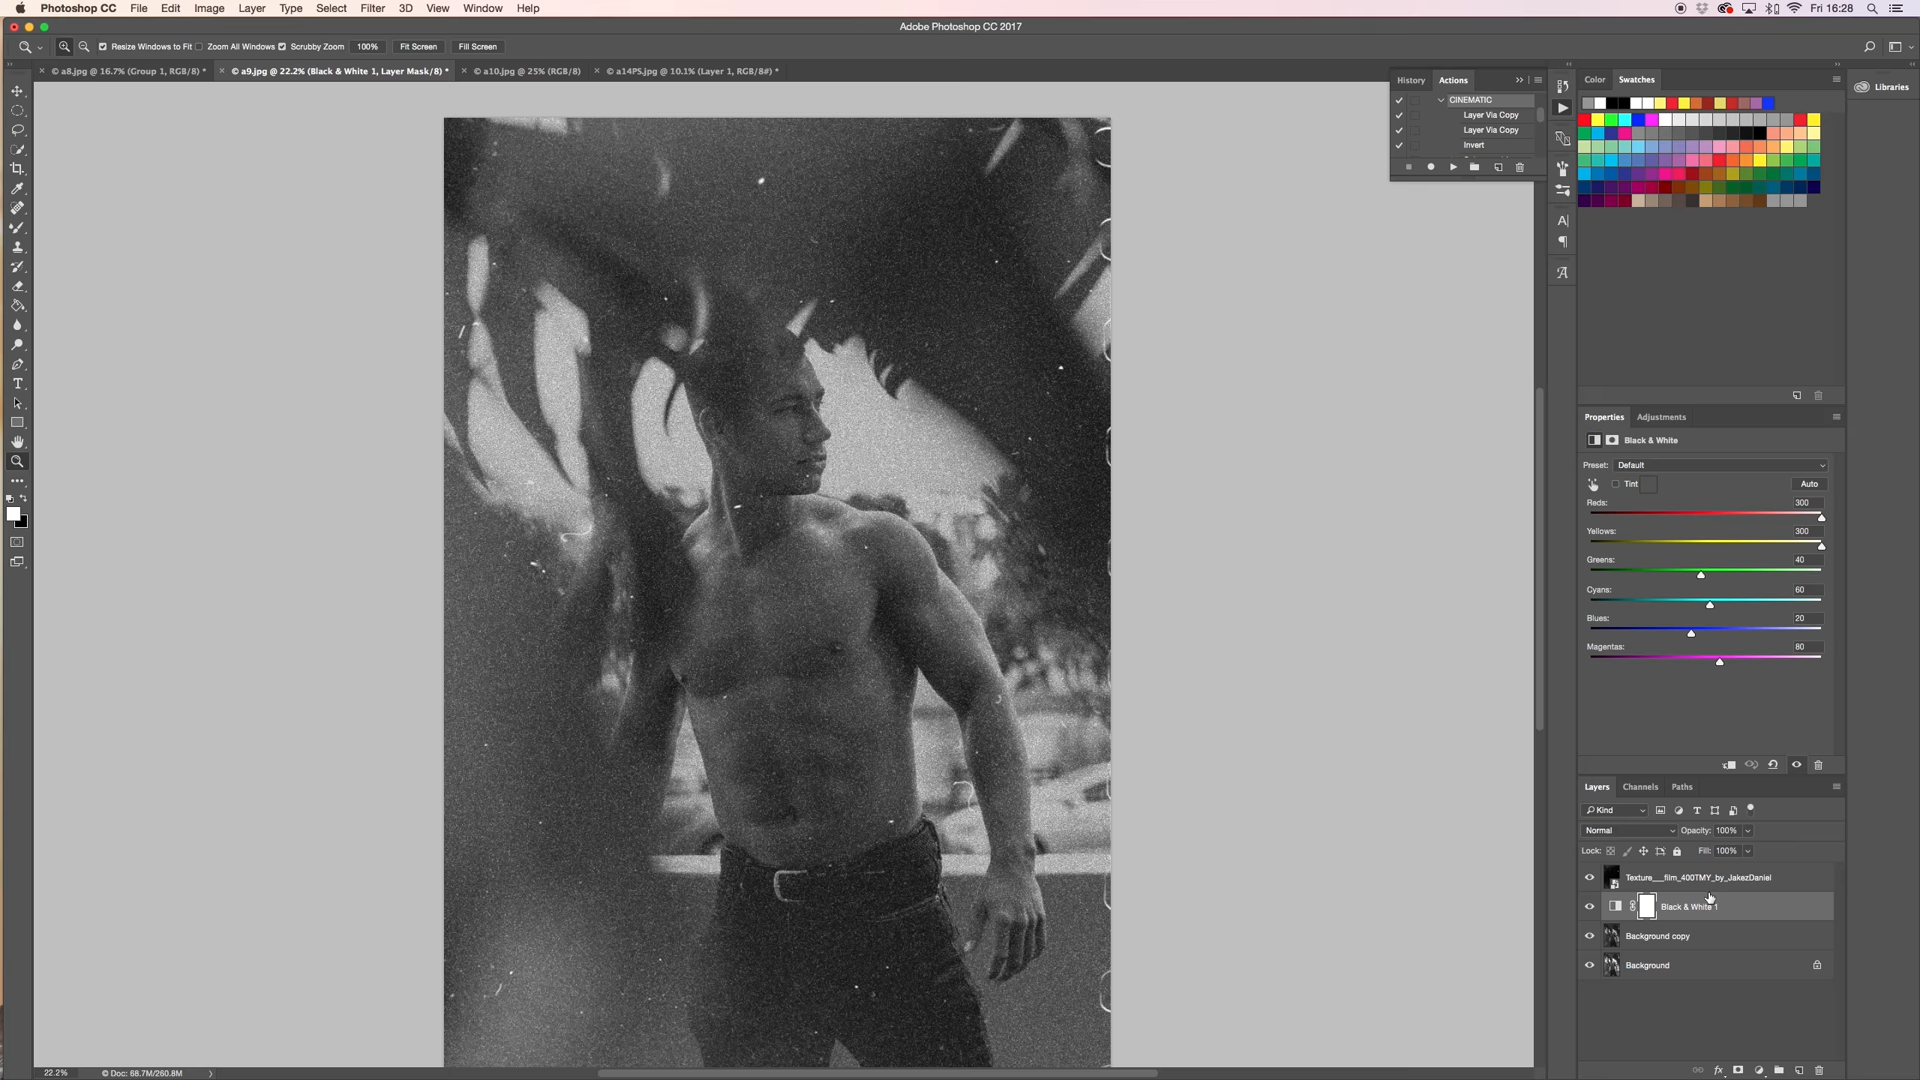 Photoshop CC File Edit Image Layer Type Select Filter 3D View Window Help Fri 16:28
Adobe Photoshop CC 2017
Resize Windows to Fit Zoom All Windows Scrubby Zoom 100% Fit Screen Fill Screen
© a8.jpg @ 16.7% (Group 1, RGB/8) * © a9.jpg @ 22.2% (Black & White 1, Layer Mask/8) * © a10.jpg @ 25% (RGB/8) © a14PS.jpg @ 10.1% (Layer 1, RGB/8#) *
History Actions
CINEMATIC
Layer Via Copy
Layer Via Copy
Invert
Color Swatches
Libraries
Properties Adjustments
Black & White
Preset: Default
Tint Auto
Reds: 300
Yellows: 300
Greens: 40
Cyans: 60
Blues: 20
Magentas: 80
Layers Channels Paths
Kind
Normal Opacity: 100%
Lock: Fill: 100%
Texture___film_400TMY_by_JakezDaniel
Black & White 1
Background copy
Background
fx
22.2% © Doc: 68.7M/260.8M